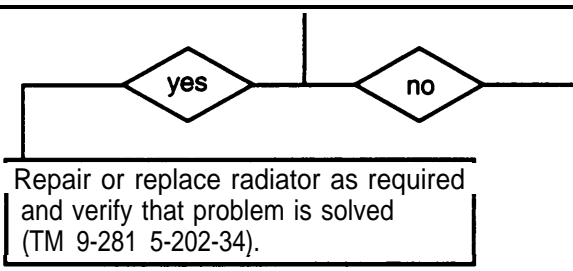 yes
no
Repair or replace radiator as required
and verify that problem is solved
(TM 9-281 5-202-34).